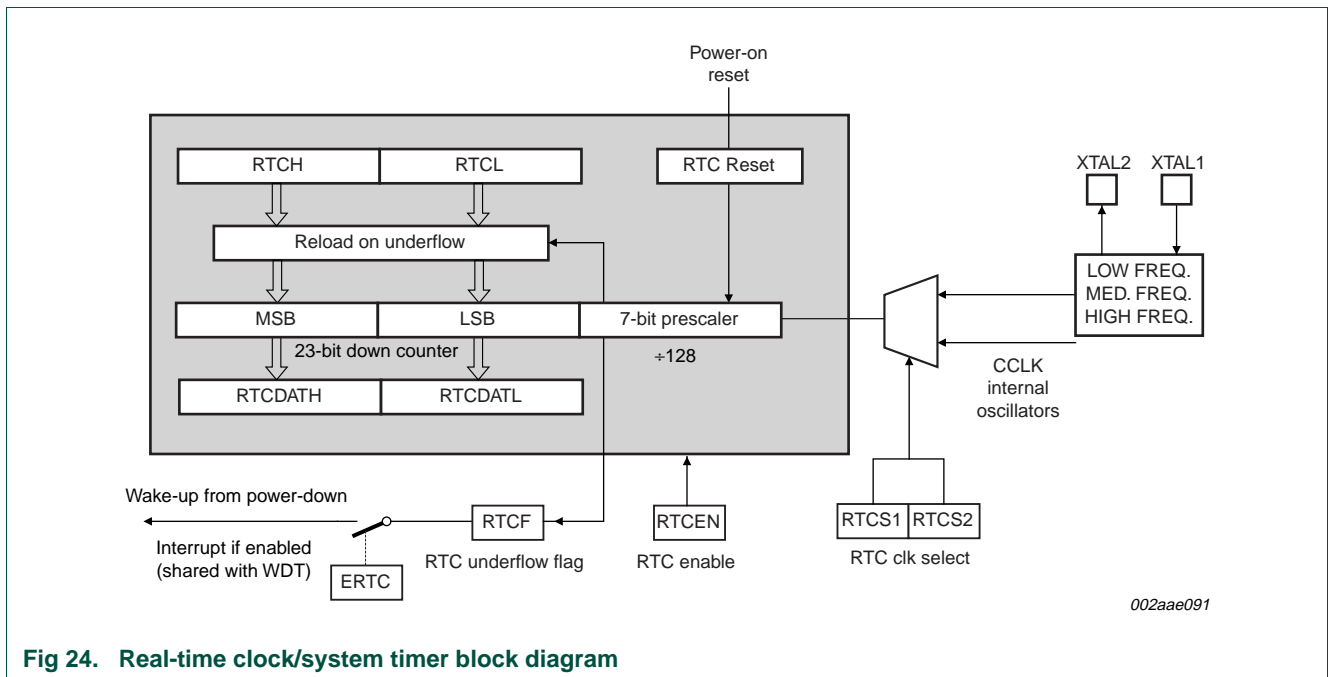 Power-on
reset
RTCH
RTCL
RTC Reset
XTAL2
XTAL1
Reload on underflow
LOW FREQ.
MED. FREQ.
HIGH FREQ.
MSB
LSB
7-bit prescaler
23-bit down counter
÷128
CCLK
internal
oscillators
RTCDATH
RTCDATL
Wake-up from power-down
RTCF
RTCEN
RTCS1
RTCS2
Interrupt if enabled
(shared with WDT)
RTC underflow flag
RTC enable
RTC clk select
ERTC
002aae091
Fig 24. Real-time clock/system timer block diagram